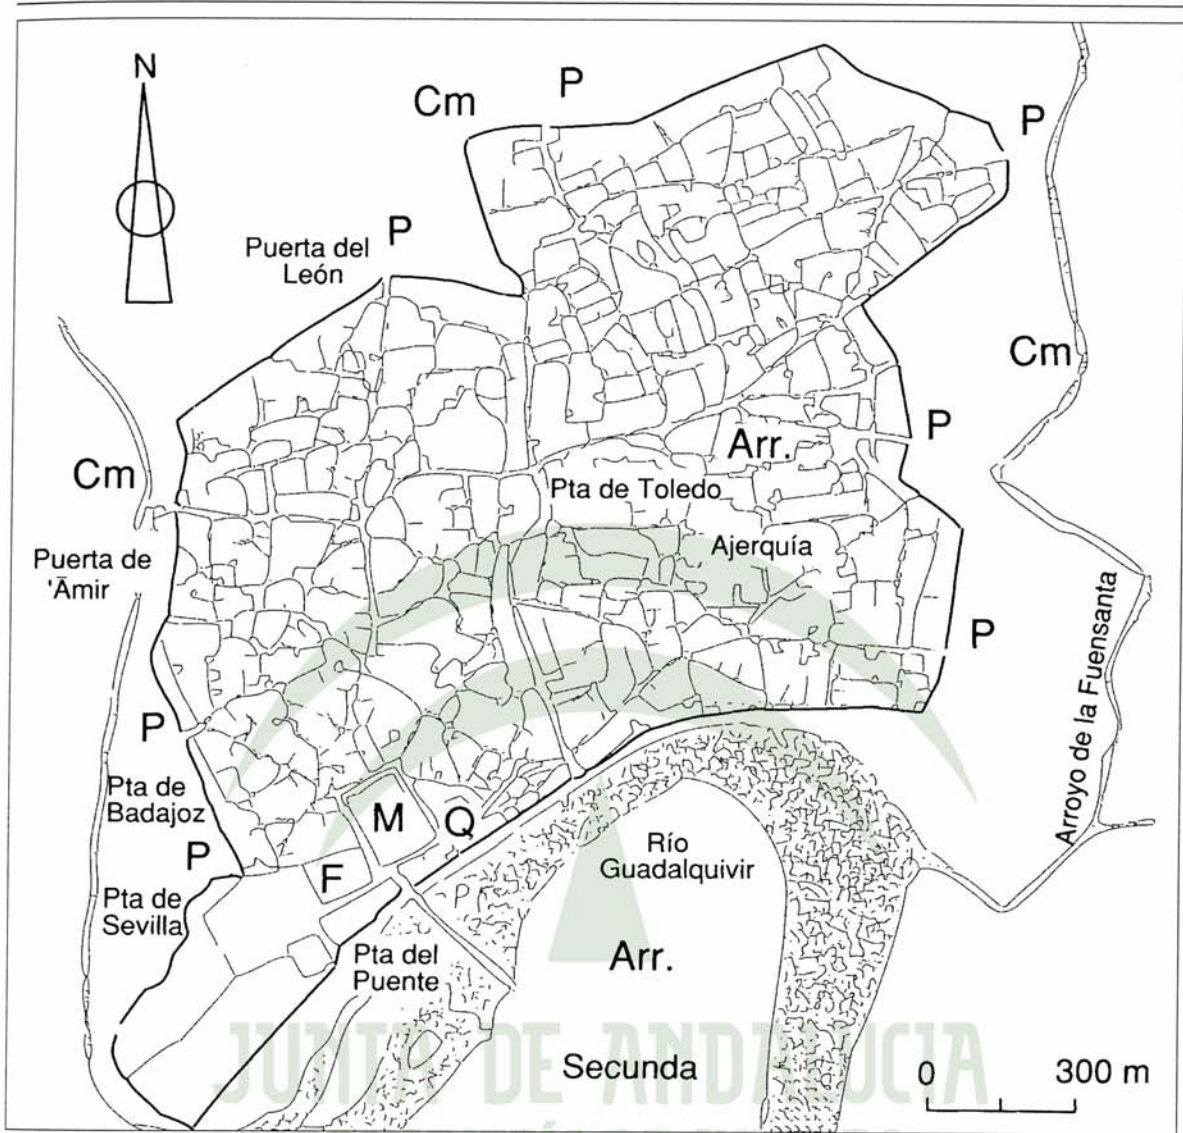 N
Cm
P
P
Puerta del
León
P
Cm
P
Arr.
Cm
Pta de Toledo
Ajerquía
Puerta de
'Āmir
P
Arroyo de la Fuensanta
P
Pta de
Badajoz
M
Q
P
F
Río
Guadalquivir
Pta de
Sevilla
Arr.
Pta del
Puente
JUNTA DE ANDALUCIA
Secunda
0 300 m